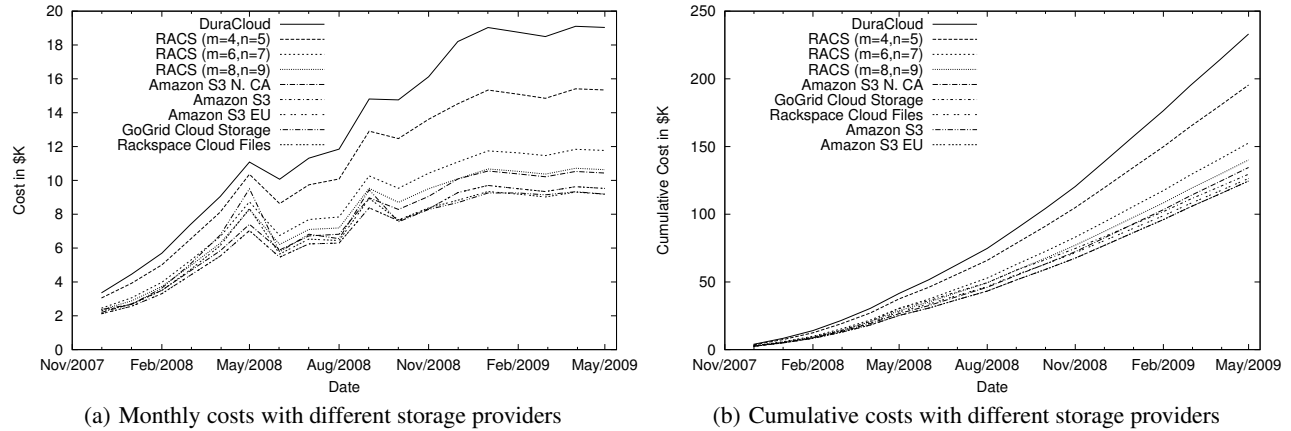 20
18
16
14
12
10
8
6
4
2
0
Cost in $K
DuraCloud
RACS (m=4,n=5)
RACS (m=6,n=7)
RACS (m=8,n=9)
Amazon S3 N. CA
Amazon S3
Amazon S3 EU
GoGrid Cloud Storage
Rackspace Cloud Files
Nov/2007 Feb/2008 May/2008 Aug/2008 Nov/2008 Feb/2009 May/2009
Date
(a) Monthly costs with different storage providers
250
200
150
100
50
0
Cumulative Cost in $K
DuraCloud
RACS (m=4,n=5)
RACS (m=6,n=7)
RACS (m=8,n=9)
Amazon S3 N. CA
GoGrid Cloud Storage
Rackspace Cloud Files
Amazon S3
Amazon S3 EU
Nov/2007 Feb/2008 May/2008 Aug/2008 Nov/2008 Feb/2009 May/2009
Date
(b) Cumulative costs with different storage providers